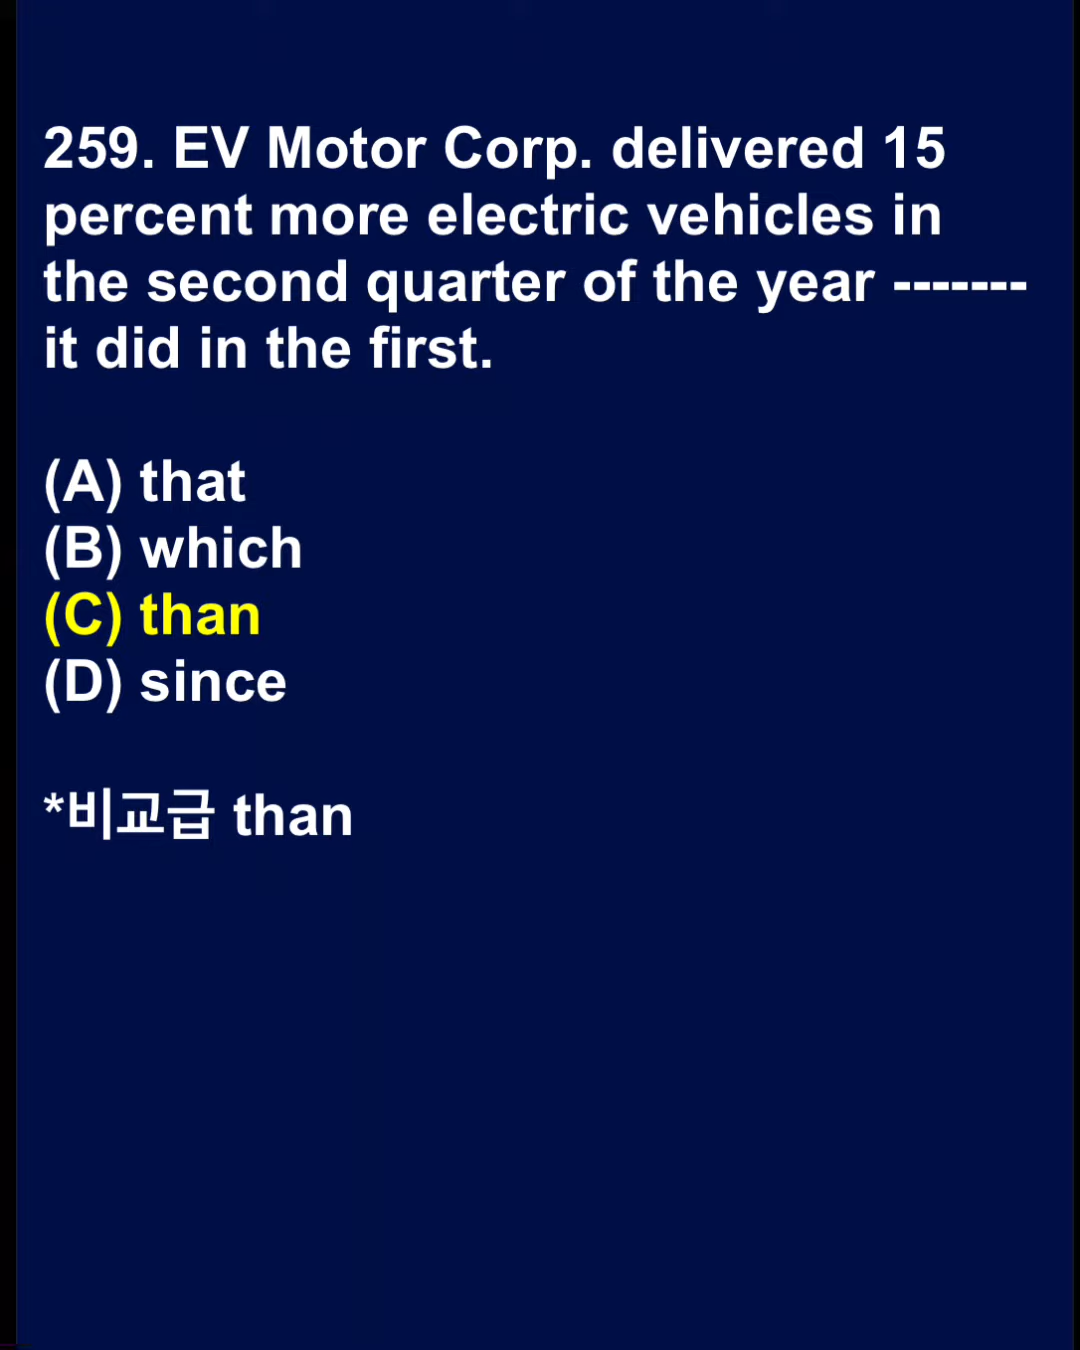 259. EV Motor Corp. delivered 15
percent more electric vehicles in
the second quarter of the year -------
it did in the first.
(A) that
(B) which
(C) than
(D) since
*비교급 than